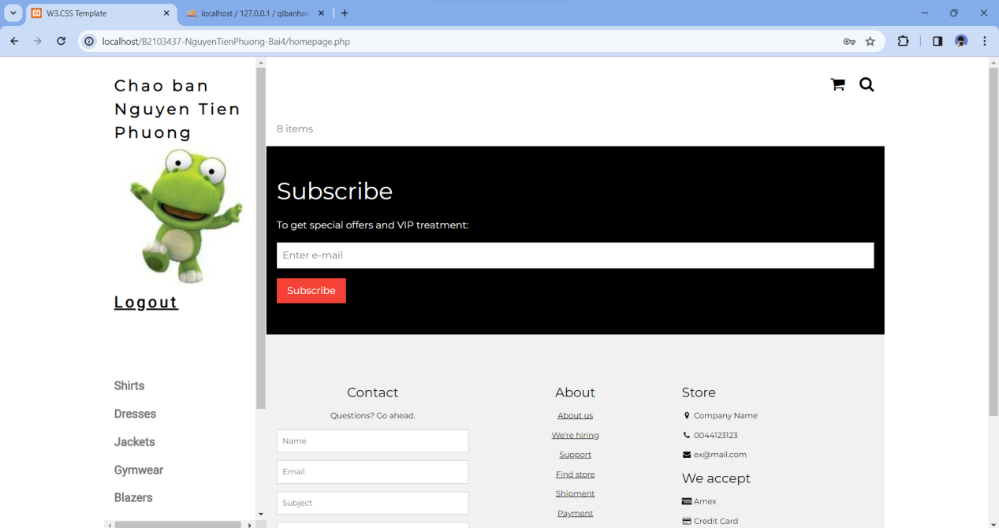 W3.CSS Template
localhost / 127.0.0.1 / qlbanhan
localhost/B2103437-NguyenTienPhuong-Bai4/homepage.php
Chao ban
Nguyen Tien
Phuong
Logout
Shirts
Dresses
Jackets
Gymwear
Blazers
8 items
Subscribe
To get special offers and VIP treatment:
Enter e-mail
Subscribe
Contact
Questions? Go ahead.
Name
Email
Subject
About
About us
We're hiring
Support
Find store
Shipment
Payment
Store
Company Name
0044123123
ex@mail.com
We accept
Amex
Credit Card